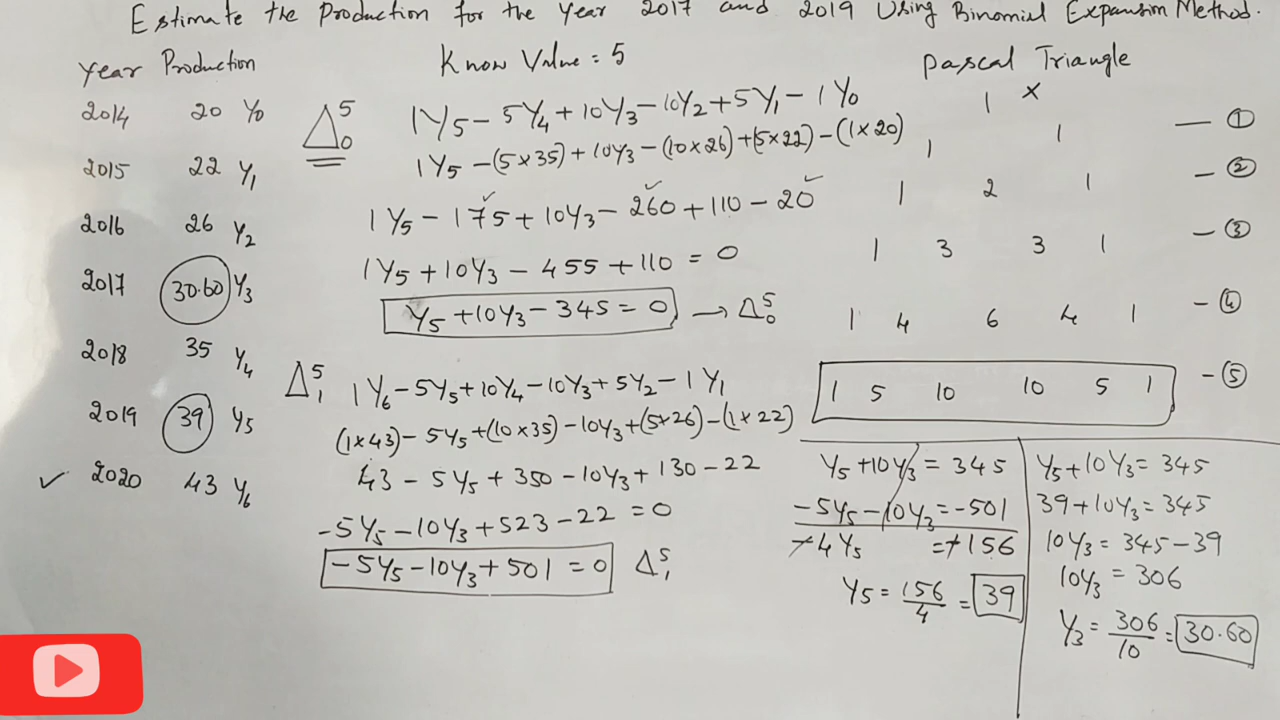 Estimate the Production for the Year 2017 and 2019 Using Binomial Expansion Method.
Year Production
2014 20 Y₀
2015 22 Y₁
2016 26 Y₂
2017 30.60 Y₃
2018 35 Y₄
2019 39 Y₅
✓ 2020 43 Y₆
Know Value = 5
Δ⁵₀ 1Y₅ - 5Y₄ + 10Y₃ - 10Y₂ + 5Y₁ - 1Y₀
1Y₅ - (5×35) + 10Y₃ - (10×26) + (5×22) - (1×20)
1Y₅ - 175 + 10Y₃ - 260 + 110 - 20
1Y₅ + 10Y₃ - 455 + 110 = 0
Y₅ + 10Y₃ - 345 = 0 → Δ⁵₀
Δ⁵₁ 1Y₆ - 5Y₅ + 10Y₄ - 10Y₃ + 5Y₂ - 1Y₁
(1×43) - 5Y₅ + (10×35) - 10Y₃ + (5×26) - (1×22)
43 - 5Y₅ + 350 - 10Y₃ + 130 - 22
-5Y₅ - 10Y₃ + 523 - 22 = 0
-5Y₅ - 10Y₃ + 501 = 0 Δ⁵₁
Pascal Triangle
1 ×
1 1 — ①
1 2 1 - ②
1 3 3 1 - ③
1 4 6 4 1 - ④
1 5 10 10 5 1 - ⑤
Y₅ + 10Y₃ = 345
-5Y₅ - 10Y₃ = -501
-4Y₅ = -156
Y₅ = 156/4 = 39
Y₅ + 10Y₃ = 345
39 + 10Y₃ = 345
10Y₃ = 345 - 39
10Y₃ = 306
Y₃ = 306/10 = 30.60